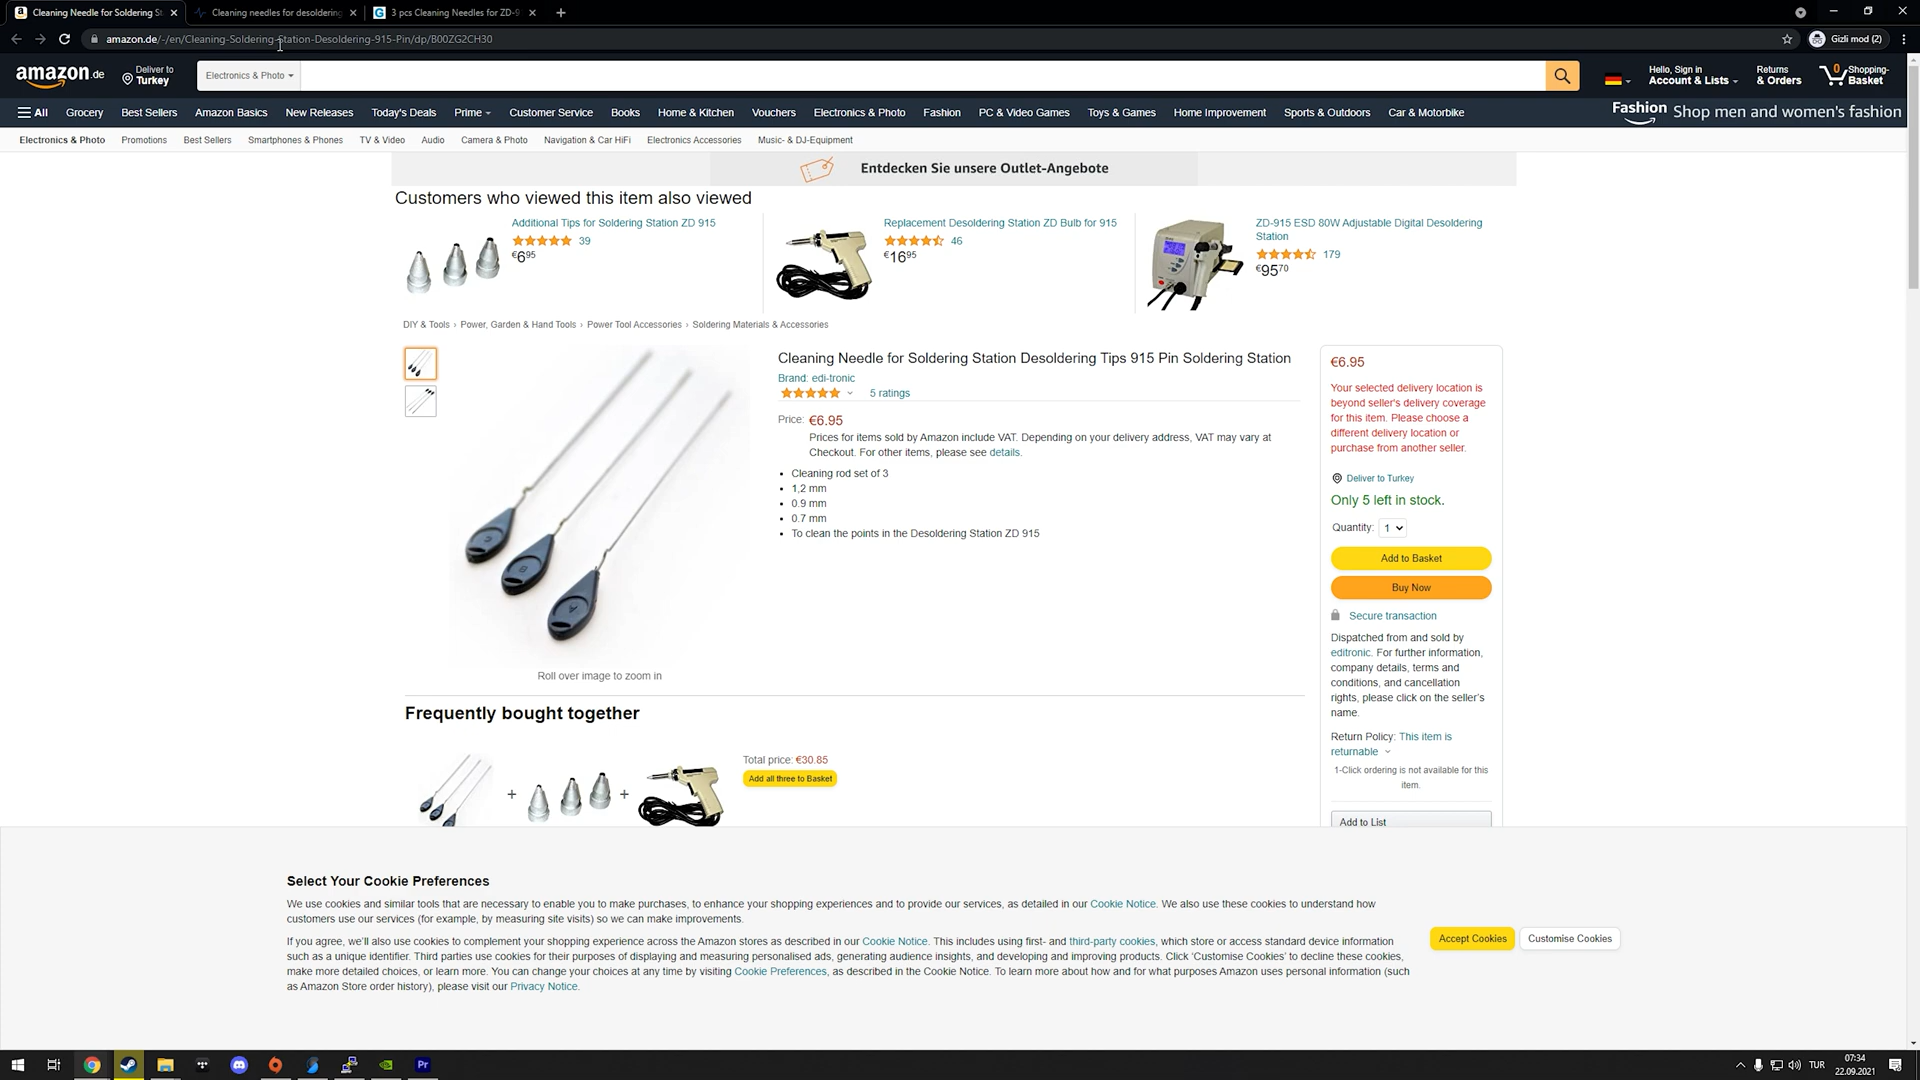 Cleaning Needle for Soldering St
Cleaning needles for desoldering
3 pcs Cleaning Needles for ZD-9
amazon.de/-/en/Cleaning-Soldering-Station-Desoldering-915-Pin/dp/B00ZG2CH30
Gizli mod (2)
amazon.de
Deliver to
Turkey
Electronics & Photo
Hello, Sign in
Account & Lists
Returns
& Orders
0
Shopping-
Basket
All
Grocery
Best Sellers
Amazon Basics
New Releases
Today's Deals
Prime
Customer Service
Books
Home & Kitchen
Vouchers
Electronics & Photo
Fashion
PC & Video Games
Toys & Games
Home Improvement
Sports & Outdoors
Car & Motorbike
Fashion Shop men and women's fashion
Electronics & Photo
Promotions
Best Sellers
Smartphones & Phones
TV & Video
Audio
Camera & Photo
Navigation & Car HiFi
Electronics Accessories
Music- & DJ-Equipment
Entdecken Sie unsere Outlet-Angebote
Customers who viewed this item also viewed
Additional Tips for Soldering Station ZD 915
39
€695
Replacement Desoldering Station ZD Bulb for 915
46
€1695
ZD-915 ESD 80W Adjustable Digital Desoldering
Station
179
€9570
DIY & Tools › Power, Garden & Hand Tools › Power Tool Accessories › Soldering Materials & Accessories
Cleaning Needle for Soldering Station Desoldering Tips 915 Pin Soldering Station
Brand: edi-tronic
5 ratings
Price: €6.95
Prices for items sold by Amazon include VAT. Depending on your delivery address, VAT may vary at
Checkout. For other items, please see details.
• Cleaning rod set of 3
• 1,2 mm
• 0.9 mm
• 0.7 mm
• To clean the points in the Desoldering Station ZD 915
C
B
A
Roll over image to zoom in
€6.95
Your selected delivery location is
beyond seller's delivery coverage
for this item. Please choose a
different delivery location or
purchase from another seller.
Deliver to Turkey
Only 5 left in stock.
Quantity: 1
Add to Basket
Buy Now
Secure transaction
Dispatched from and sold by
editronic. For further information,
company details, terms and
conditions, and cancellation
rights, please click on the seller's
name.
Return Policy: This item is
returnable
1-Click ordering is not available for this
item.
Add to List
Frequently bought together
+
+
Total price: €30.85
Add all three to Basket
Select Your Cookie Preferences
We use cookies and similar tools that are necessary to enable you to make purchases, to enhance your shopping experiences and to provide our services, as detailed in our Cookie Notice. We also use these cookies to understand how
customers use our services (for example, by measuring site visits) so we can make improvements.
If you agree, we'll also use cookies to complement your shopping experience across the Amazon stores as described in our Cookie Notice. This includes using first- and third-party cookies, which store or access standard device information
such as a unique identifier. Third parties use cookies for their purposes of displaying and measuring personalised ads, generating audience insights, and developing and improving products. Click 'Customise Cookies' to decline these cookies,
make more detailed choices, or learn more. You can change your choices at any time by visiting Cookie Preferences, as described in the Cookie Notice. To learn more about how and for what purposes Amazon uses personal information (such
as Amazon Store order history), please visit our Privacy Notice.
Accept Cookies
Customise Cookies
Pr
TUR
07:34
22.09.2021